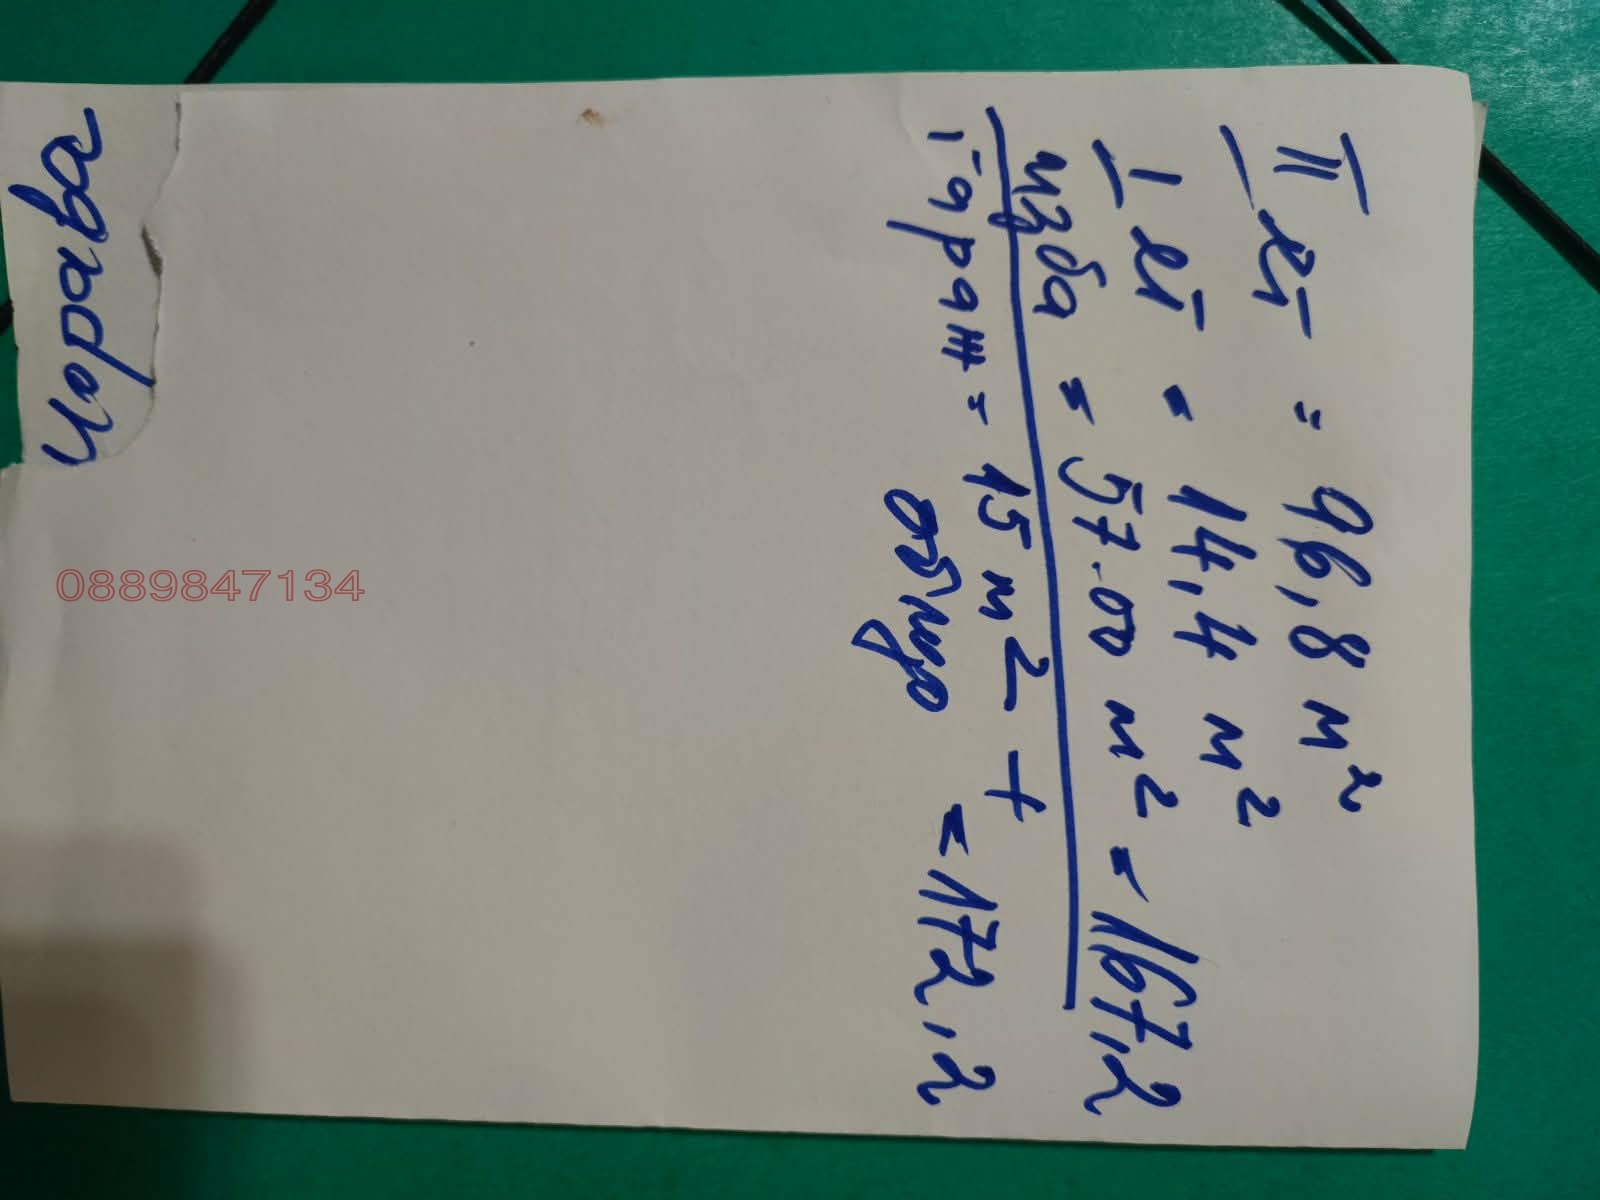 II ет = 96,8 м²
I ет = 14,4 м²
изба = 57.00 м² = 167,2
гараж = 15 м² +
общо = 172,2
Чорава
0889847134